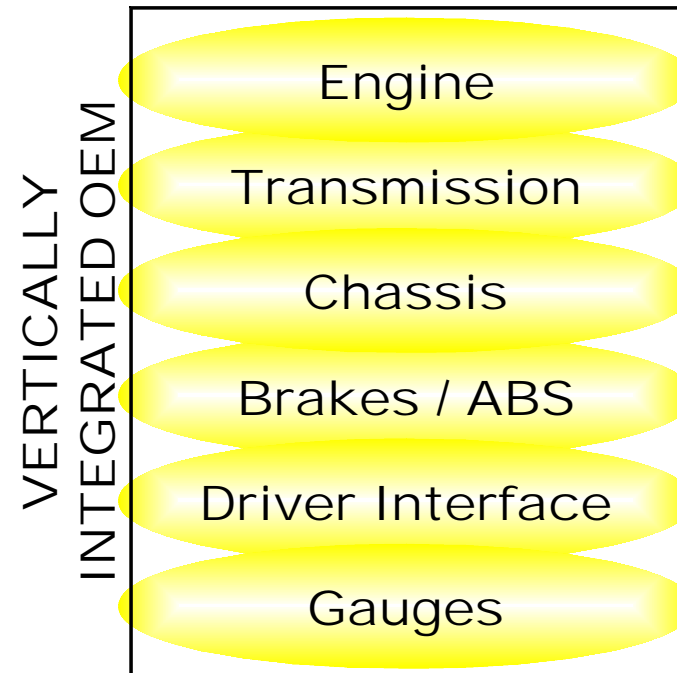 VERTICALLY
INTEGRATED OEM
Engine
Transmission
Chassis
Brakes / ABS
Driver Interface
Gauges